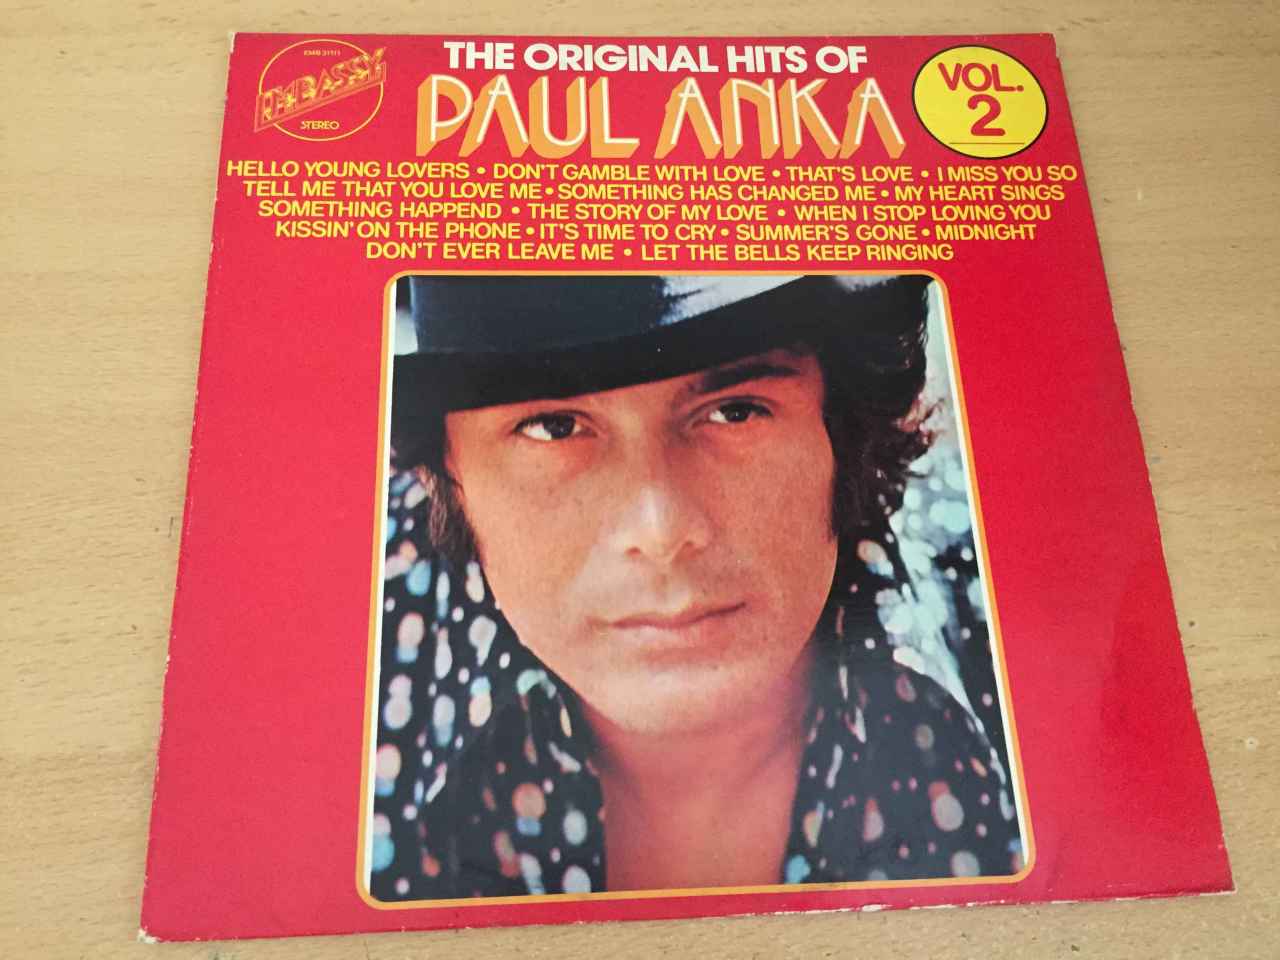 EMB 31111
EMBASSY
STEREO
THE ORIGINAL HITS OF
PAUL ANKA
VOL.
2
HELLO YOUNG LOVERS • DON'T GAMBLE WITH LOVE • THAT'S LOVE • I MISS YOU SO
TELL ME THAT YOU LOVE ME • SOMETHING HAS CHANGED ME • MY HEART SINGS
SOMETHING HAPPEND • THE STORY OF MY LOVE • WHEN I STOP LOVING YOU
KISSIN' ON THE PHONE • IT'S TIME TO CRY • SUMMER'S GONE • MIDNIGHT
DON'T EVER LEAVE ME • LET THE BELLS KEEP RINGING